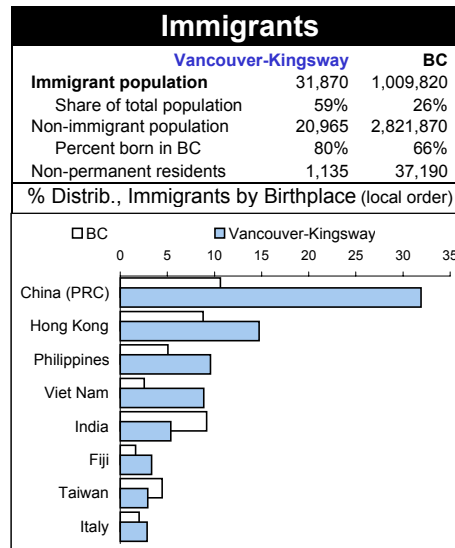 Immigrants
Vancouver-Kingsway BC
Immigrant population 31,870 1,009,820
Share of total population 59% 26%
Non-immigrant population 20,965 2,821,870
Percent born in BC 80% 66%
Non-permanent residents 1,135 37,190
% Distrib., Immigrants by Birthplace (local order)
BC Vancouver-Kingsway
0 5 10 15 20 25 30 35
China (PRC)
Hong Kong
Philippines
Viet Nam
India
Fiji
Taiwan
Italy